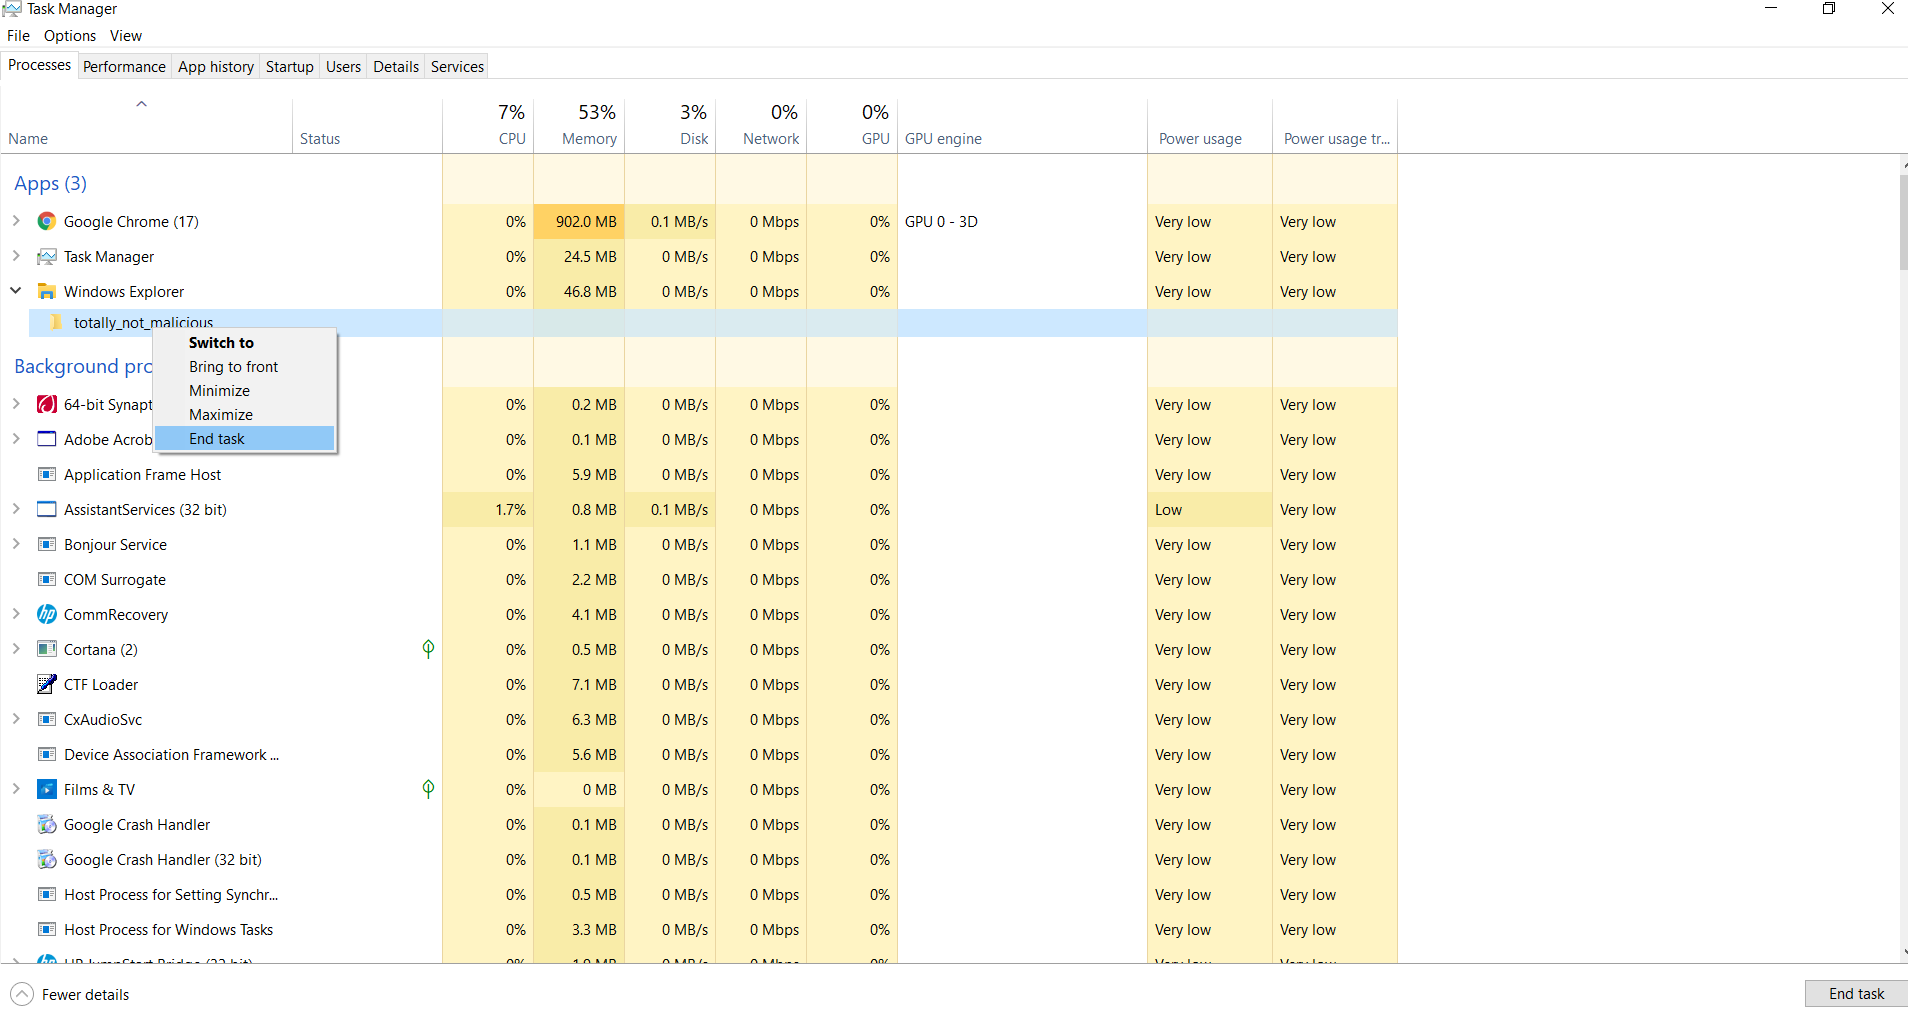 Task Manager
File Options View
Processes Performance App history Startup Users Details Services
7% 53% 3% 0% 0%
Name Status CPU Memory Disk Network GPU GPU engine Power usage Power usage tr...
Apps (3)
Google Chrome (17) 0% 902.0 MB 0.1 MB/s 0 Mbps 0% GPU 0 - 3D Very low Very low
Task Manager 0% 24.5 MB 0 MB/s 0 Mbps 0% Very low Very low
Windows Explorer 0% 46.8 MB 0 MB/s 0 Mbps 0% Very low Very low
totally_not_malicious
Switch to
Background pro
Bring to front
Minimize
64-bit Synapt 0% 0.2 MB 0 MB/s 0 Mbps 0% Very low Very low
Maximize
Adobe Acrob 0% 0.1 MB 0 MB/s 0 Mbps 0% Very low Very low
End task
Application Frame Host 0% 5.9 MB 0 MB/s 0 Mbps 0% Very low Very low
AssistantServices (32 bit) 1.7% 0.8 MB 0.1 MB/s 0 Mbps 0% Low Very low
Bonjour Service 0% 1.1 MB 0 MB/s 0 Mbps 0% Very low Very low
COM Surrogate 0% 2.2 MB 0 MB/s 0 Mbps 0% Very low Very low
CommRecovery 0% 4.1 MB 0 MB/s 0 Mbps 0% Very low Very low
Cortana (2) 0% 0.5 MB 0 MB/s 0 Mbps 0% Very low Very low
CTF Loader 0% 7.1 MB 0 MB/s 0 Mbps 0% Very low Very low
CxAudioSvc 0% 6.3 MB 0 MB/s 0 Mbps 0% Very low Very low
Device Association Framework ... 0% 5.6 MB 0 MB/s 0 Mbps 0% Very low Very low
Films & TV 0% 0 MB 0 MB/s 0 Mbps 0% Very low Very low
Google Crash Handler 0% 0.1 MB 0 MB/s 0 Mbps 0% Very low Very low
Google Crash Handler (32 bit) 0% 0.1 MB 0 MB/s 0 Mbps 0% Very low Very low
Host Process for Setting Synchr... 0% 0.5 MB 0 MB/s 0 Mbps 0% Very low Very low
Host Process for Windows Tasks 0% 3.3 MB 0 MB/s 0 Mbps 0% Very low Very low
Fewer details End task